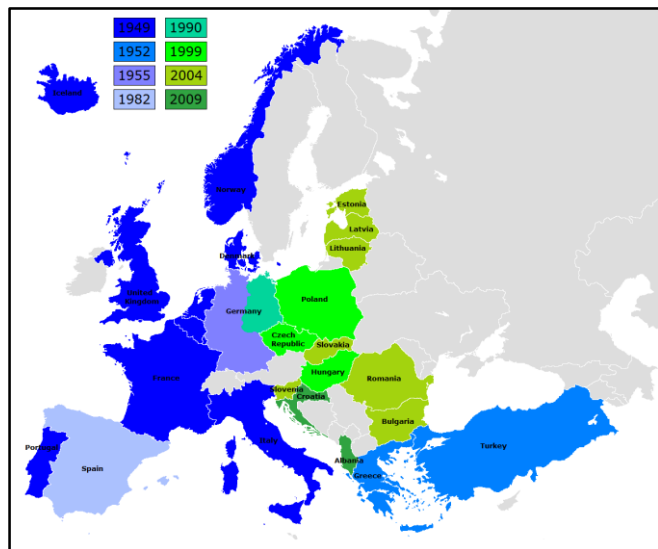 1949 1990
1952 1999
1955 2004
1982 2009
Iceland
Norway
Estonia
Latvia
Lithuania
Denmark
United
Kingdom
Germany
Poland
Czech
Republic
Slovakia
France
Hungary
Romania
Slovenia
Croatia
Bulgaria
Portugal
Italy
Turkey
Albania
Spain
Greece